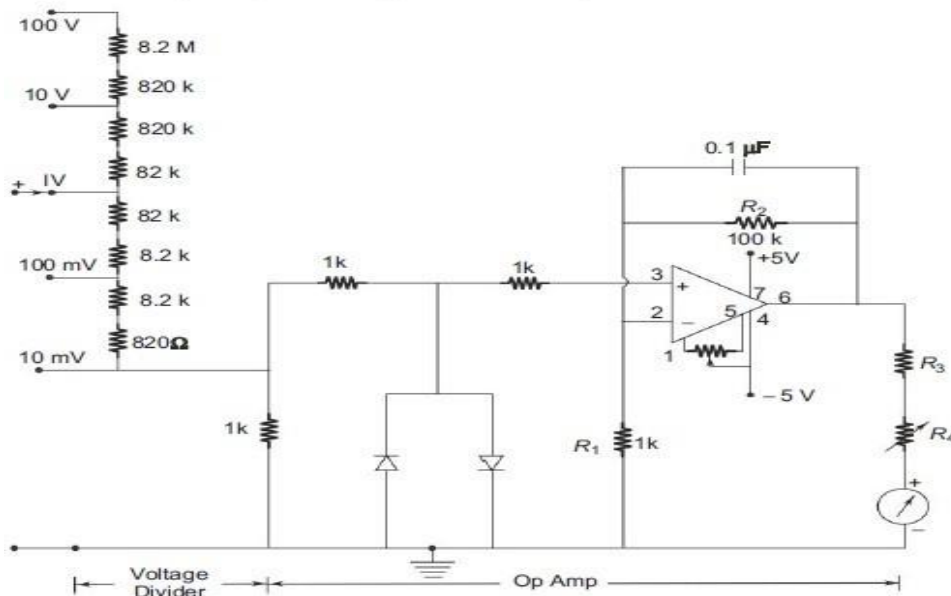 100 V
8.2 M
820 k
10 V
820 k
0.1 µF
82 k
+ IV
R2
82 k
100 k
8.2 k
+5V
100 mV
1k
1k
3
+
7
6
8.2 k
5
4
2
−
820Ω
1
10 mV
R3
− 5 V
1k
R1
1k
R4
+
−
Voltage
Divider
Op Amp